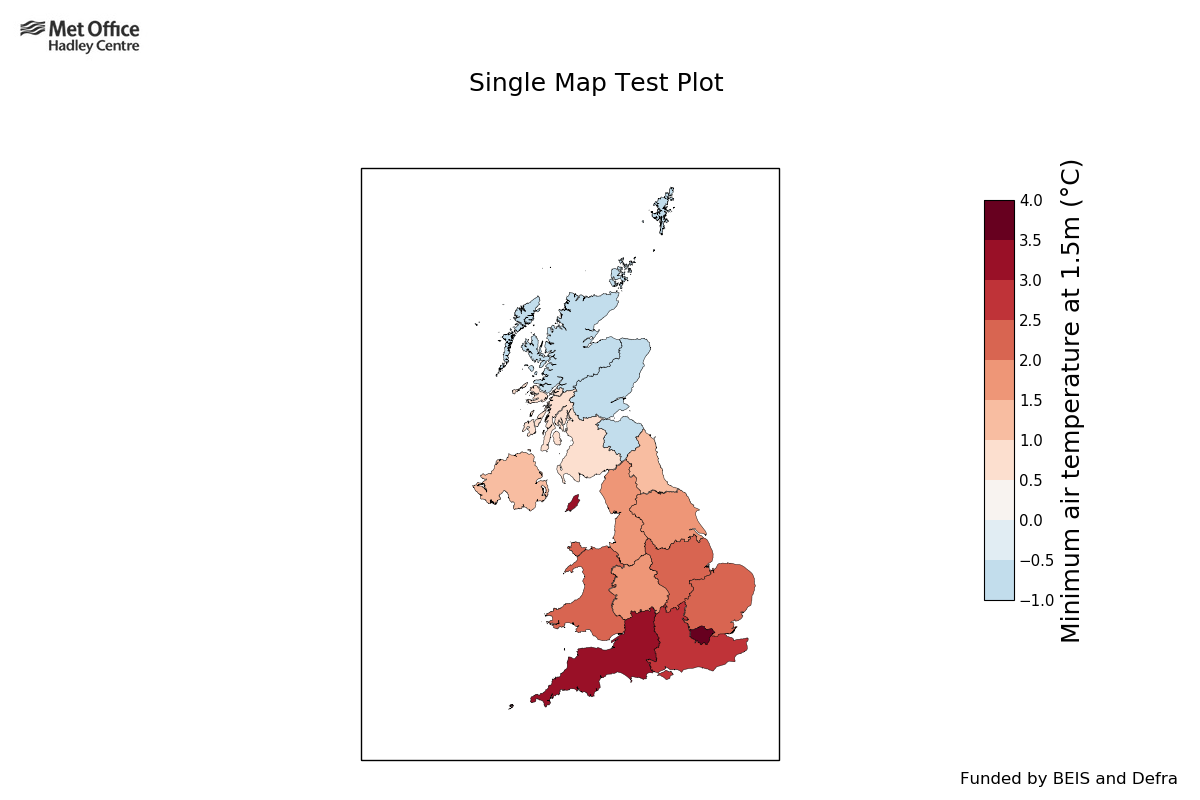 Met Office
Hadley Centre
Single Map Test Plot
4.0
3.5
3.0
2.5
2.0
1.5
1.0
0.5
0.0
−0.5
−1.0
Minimum air temperature at 1.5m (°C)
Funded by BEIS and Defra